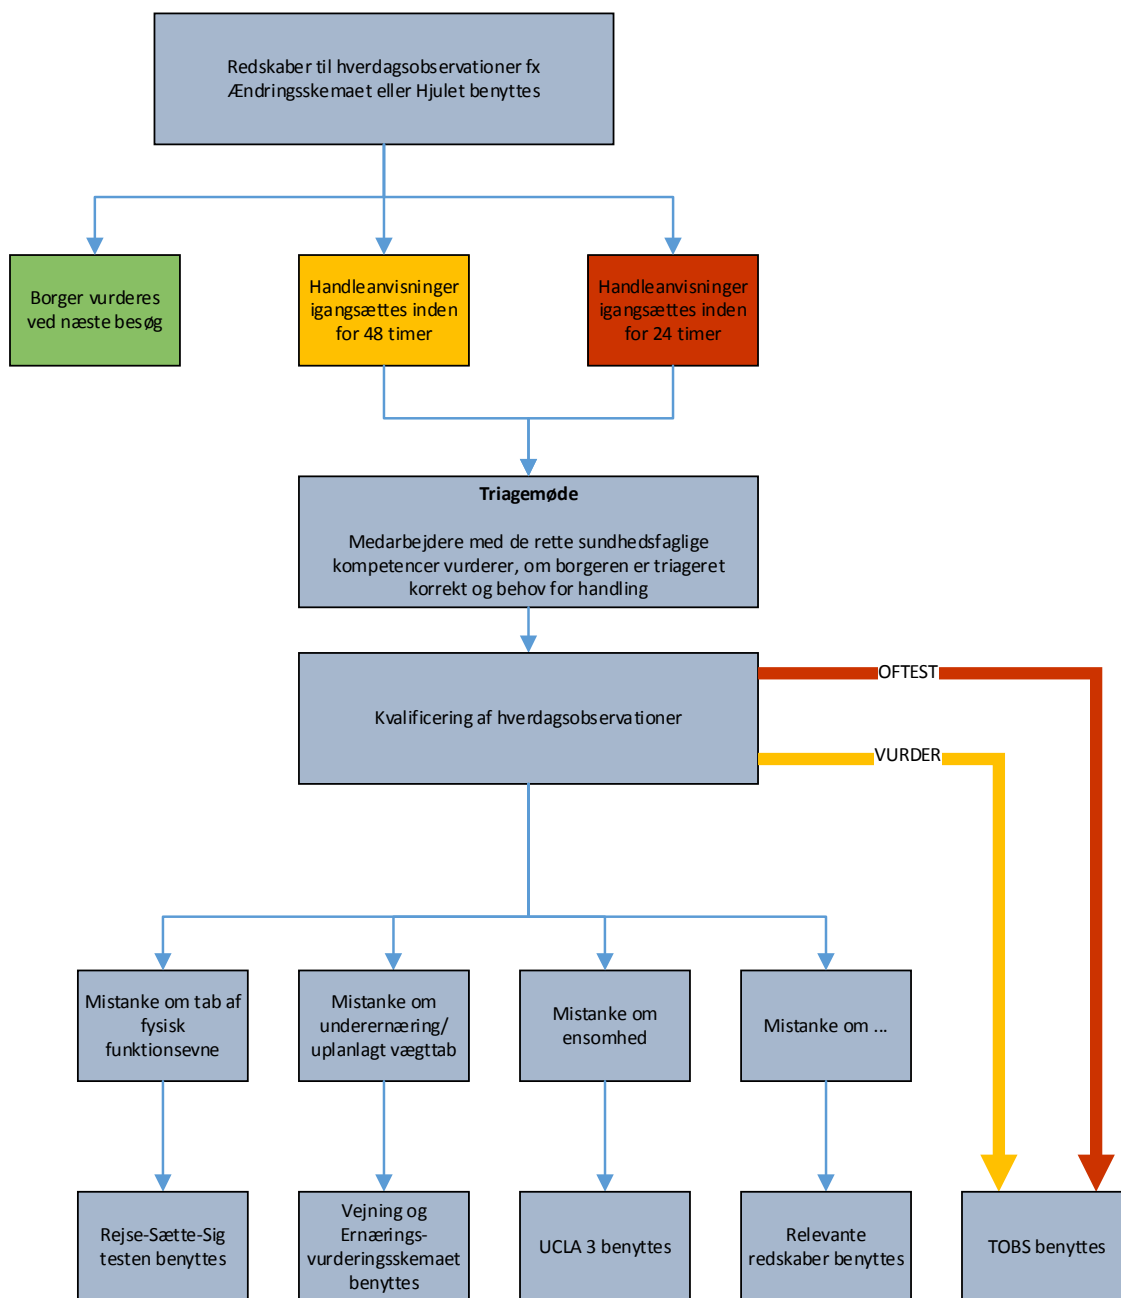 Redskaber til hverdagsobservationer fx
Ændringsskemaet eller Hjulet benyttes
Borger vurderes
ved næste besøg
Handleanvisninger
igangsættes inden
for 48 timer
Handleanvisninger
igangsættes inden
for 24 timer
Triagemøde
Medarbejdere med de rette sundhedsfaglige
kompetencer vurderer, om borgeren er triageret
korrekt og behov for handling
Kvalificering af hverdagsobservationer
OFTEST
VURDER
Mistanke om tab af
fysisk
funktionsevne
Mistanke om
underernæring/
uplanlagt vægttab
Mistanke om
ensomhed
Mistanke om ...
Rejse-Sætte-Sig
testen benyttes
Vejning og
Ernærings-
vurderingsskemaet
benyttes
UCLA 3 benyttes
Relevante
redskaber benyttes
TOBS benyttes